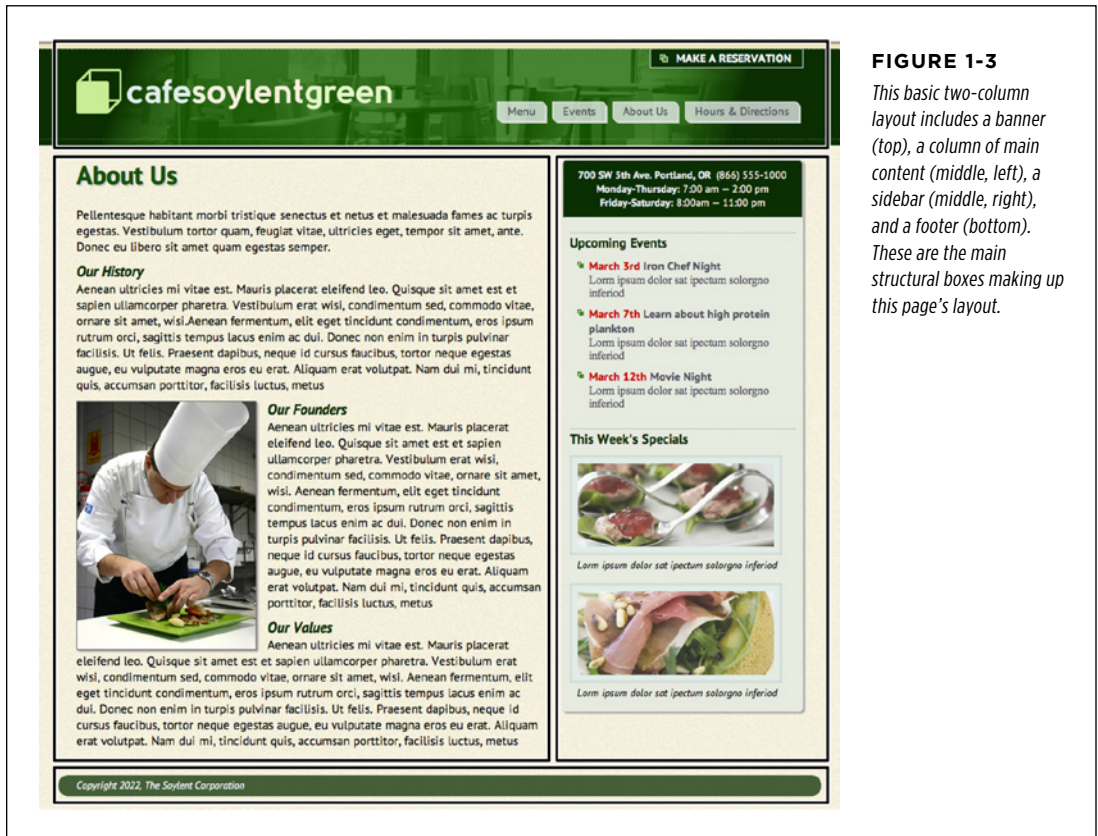 MAKE A RESERVATION
cafesoylentgreen
Menu
Events
About Us
Hours & Directions
About Us
Pellentesque habitant morbi tristique senectus et netus et malesuada fames ac turpis
egestas. Vestibulum tortor quam, feugiat vitae, ultricies eget, tempor sit amet, ante.
Donec eu libero sit amet quam egestas semper.
Our History
Aenean ultricies mi vitae est. Mauris placerat eleifend leo. Quisque sit amet est et
sapien ullamcorper pharetra. Vestibulum erat wisi, condimentum sed, commodo vitae,
ornare sit amet, wisi.Aenean fermentum, elit eget tincidunt condimentum, eros ipsum
rutrum orci, sagittis tempus lacus enim ac dui. Donec non enim in turpis pulvinar
facilisis. Ut felis. Praesent dapibus, neque id cursus faucibus, tortor neque egestas
augue, eu vulputate magna eros eu erat. Aliquam erat volutpat. Nam dui mi, tincidunt
quis, accumsan porttitor, facilisis luctus, metus
Our Founders
Aenean ultricies mi vitae est. Mauris placerat
eleifend leo. Quisque sit amet est et sapien
ullamcorper pharetra. Vestibulum erat wisi,
condimentum sed, commodo vitae, ornare sit amet,
wisi. Aenean fermentum, elit eget tincidunt
condimentum, eros ipsum rutrum orci, sagittis
tempus lacus enim ac dui. Donec non enim in
turpis pulvinar facilisis. Ut felis. Praesent dapibus,
neque id cursus faucibus, tortor neque egestas
augue, eu vulputate magna eros eu erat. Aliquam
erat volutpat. Nam dui mi, tincidunt quis, accumsan
porttitor, facilisis luctus, metus
Our Values
Aenean ultricies mi vitae est. Mauris placerat
eleifend leo. Quisque sit amet est et sapien ullamcorper pharetra. Vestibulum erat
wisi, condimentum sed, commodo vitae, ornare sit amet, wisi. Aenean fermentum, elit
eget tincidunt condimentum, eros ipsum rutrum orci, sagittis tempus lacus enim ac
dui. Donec non enim in turpis pulvinar facilisis. Ut felis. Praesent dapibus, neque id
cursus faucibus, tortor neque egestas augue, eu vulputate magna eros eu erat. Aliquam
erat volutpat. Nam dui mi, tincidunt quis, accumsan porttitor, facilisis luctus, metus
700 SW 5th Ave. Portland, OR (866) 555-1000
Monday-Thursday: 7:00 am — 2:00 pm
Friday-Saturday: 8:00am — 11:00 pm
Upcoming Events
March 3rd Iron Chef Night
Lorm ipsum dolor sat ipectum solorgno
inferiod
March 7th Learn about high protein
plankton
Lorm ipsum dolor sat ipectum solorgno
inferiod
March 12th Movie Night
Lorm ipsum dolor sat ipectum solorgno
inferiod
This Week's Specials
Lorm ipsum dolor sat ipectum solorgno inferiod
Lorm ipsum dolor sat ipectum solorgno inferiod
Copyright 2022, The Soylent Corporation
FIGURE 1-3
This basic two-column
layout includes a banner
(top), a column of main
content (middle, left), a
sidebar (middle, right),
and a footer (bottom).
These are the main
structural boxes making up
this page's layout.